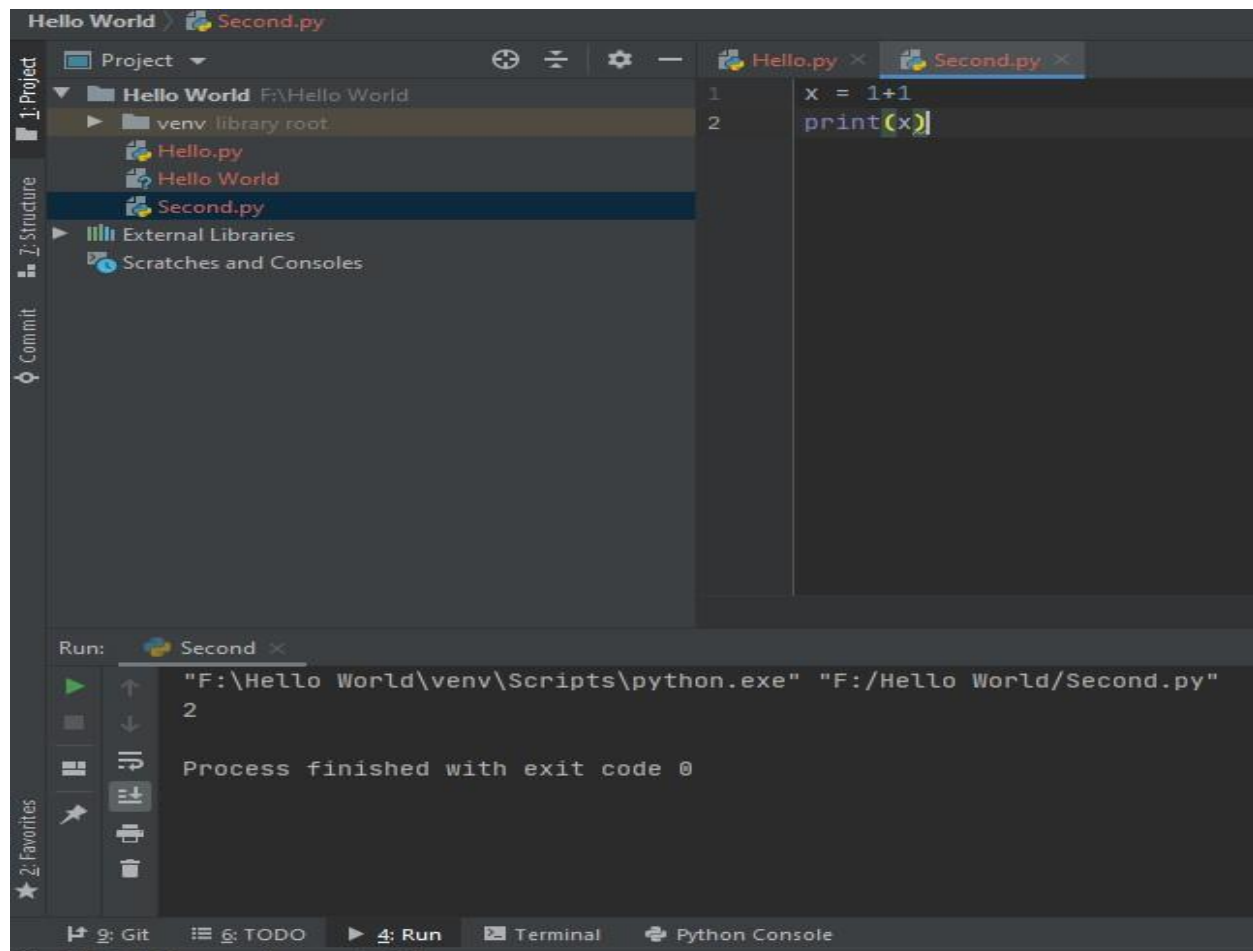 Hello World Second.py
1: Project
Project
Hello.py
Second.py
Hello World F:\Hello World
venv library root
Hello.py
Hello World
Second.py
External Libraries
Scratches and Consoles
7: Structure
Commit
1 x = 1+1
2 print(x)
Run: Second
"F:\Hello World\venv\Scripts\python.exe" "F:/Hello World/Second.py"
2
Process finished with exit code 0
2: Favorites
9: Git 6: TODO 4: Run Terminal Python Console